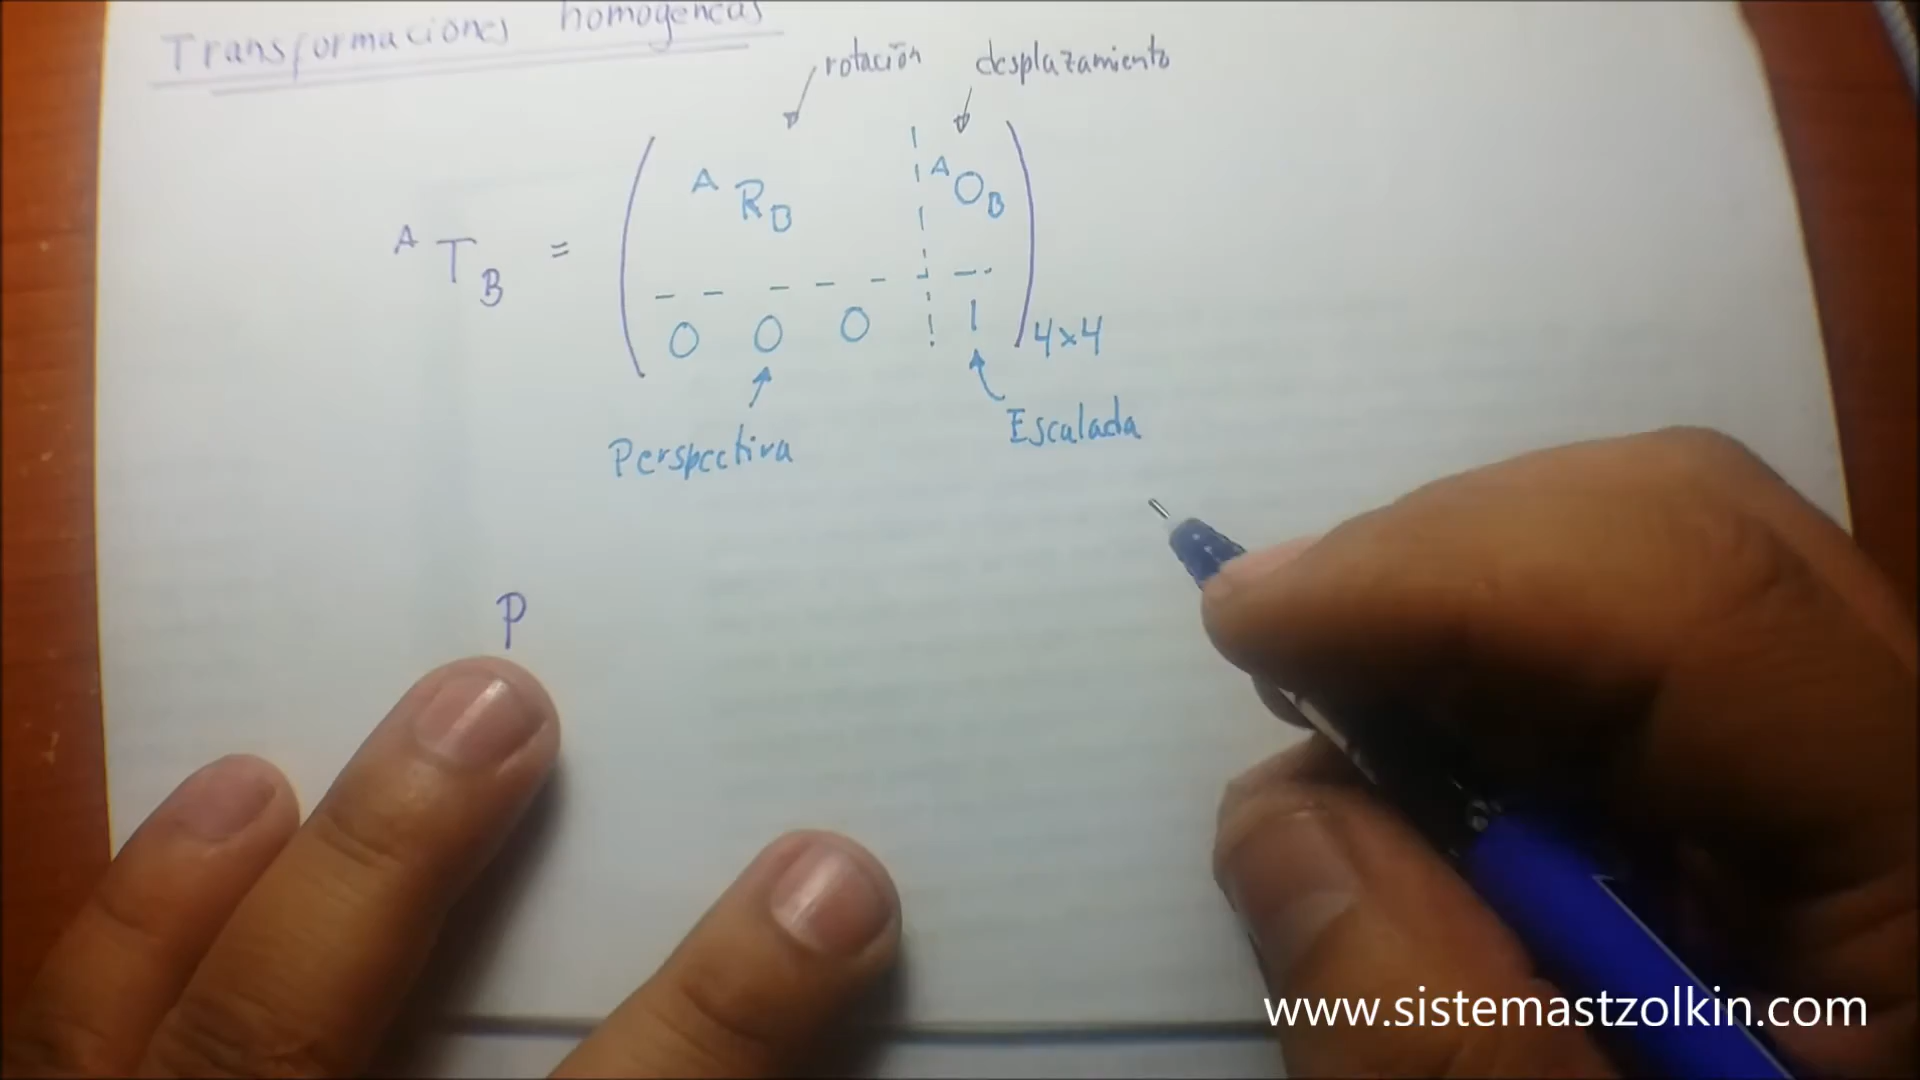 Transformaciones homogeneas
rotación desplazamiento
A R B A O B
A T B =
0 0 0 1 4x4
Perspectiva Escalada
P
www.sistemastzolkin.com